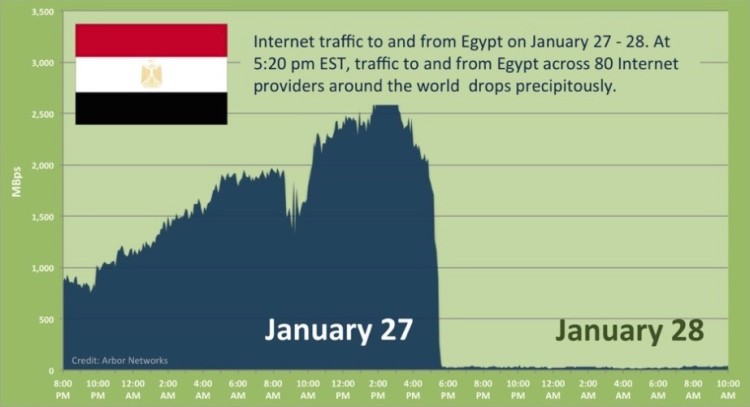 3,500
3,000
2,500
2,000
1,500
1,000
500
0
MBps
Internet traffic to and from Egypt on January 27 - 28. At
5:20 pm EST, traffic to and from Egypt across 80 Internet
providers around the world  drops precipitously.
January 27
January 28
Credit: Arbor Networks
8:00 10:00 12:00 2:00 4:00 6:00 8:00 10:00 12:00 2:00 4:00 6:00 8:00 10:00 12:00 2:00 4:00 6:00 8:00 10:00
PM PM AM AM AM AM AM AM PM PM PM PM PM PM AM AM AM AM AM AM